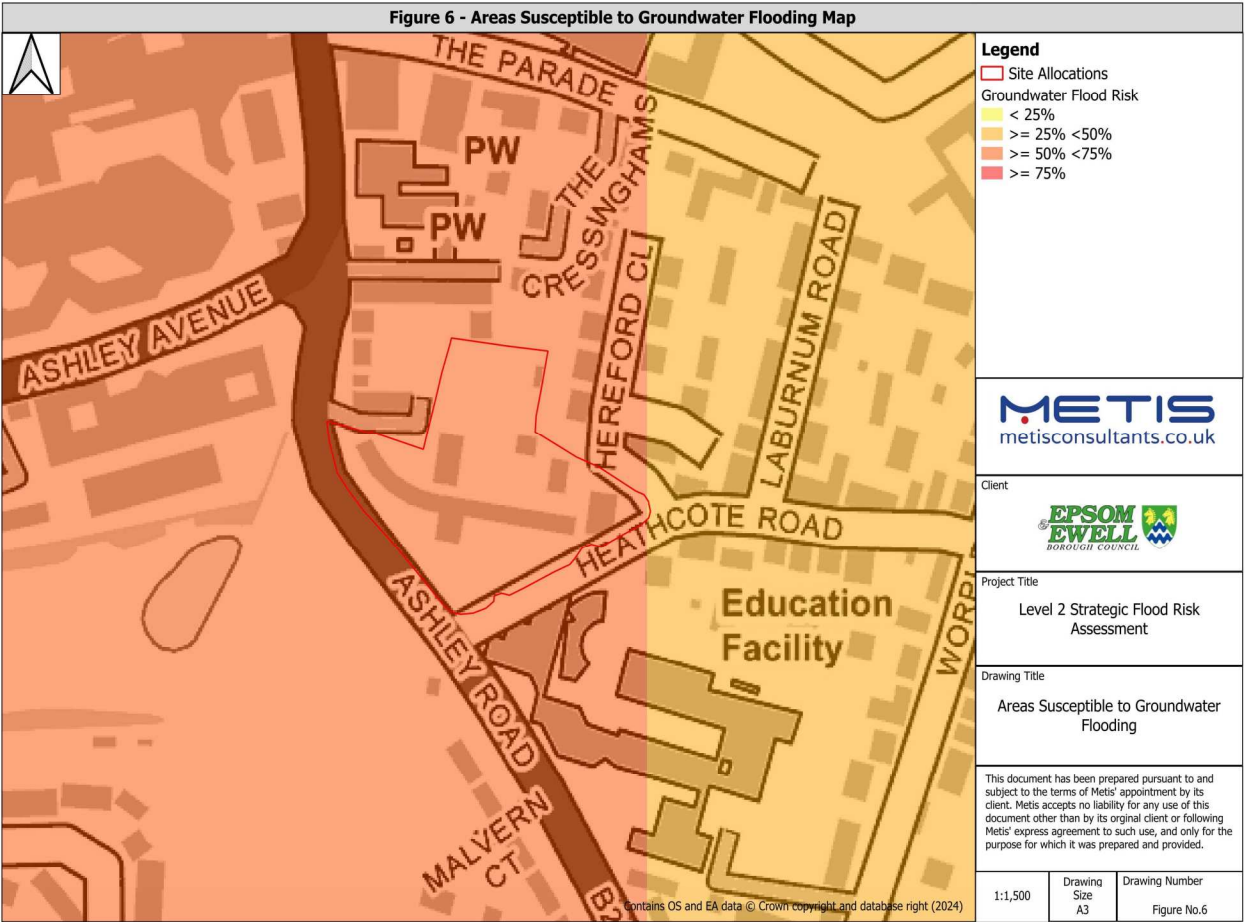 Figure 6 - Areas Susceptible to Groundwater Flooding Map
THE PARADE
PW
PW
THE
CRESSINGHAMS
HEREFORD CL
LABURNUM ROAD
ASHLEY AVENUE
HEATHCOTE ROAD
Education
Facility
ASHLEY ROAD
MALVERN
CT
B2
Contains OS and EA data © Crown copyright and database right (2024)
Legend
Site Allocations
Groundwater Flood Risk
< 25%
>= 25% <50%
>= 50% <75%
>= 75%
METIS
metisconsultants.co.uk
Client
EPSOM
& EWELL
BOROUGH COUNCIL
Project Title
Level 2 Strategic Flood Risk
Assessment
Drawing Title
Areas Susceptible to Groundwater
Flooding
This document has been prepared pursuant to and
subject to the terms of Metis' appointment by its
client. Metis accepts no liability for any use of this
document other than by its orginal client or following
Metis' express agreement to such use, and only for the
purpose for which it was prepared and provided.
1:1,500
Drawing
Size
A3
Drawing Number
Figure No.6